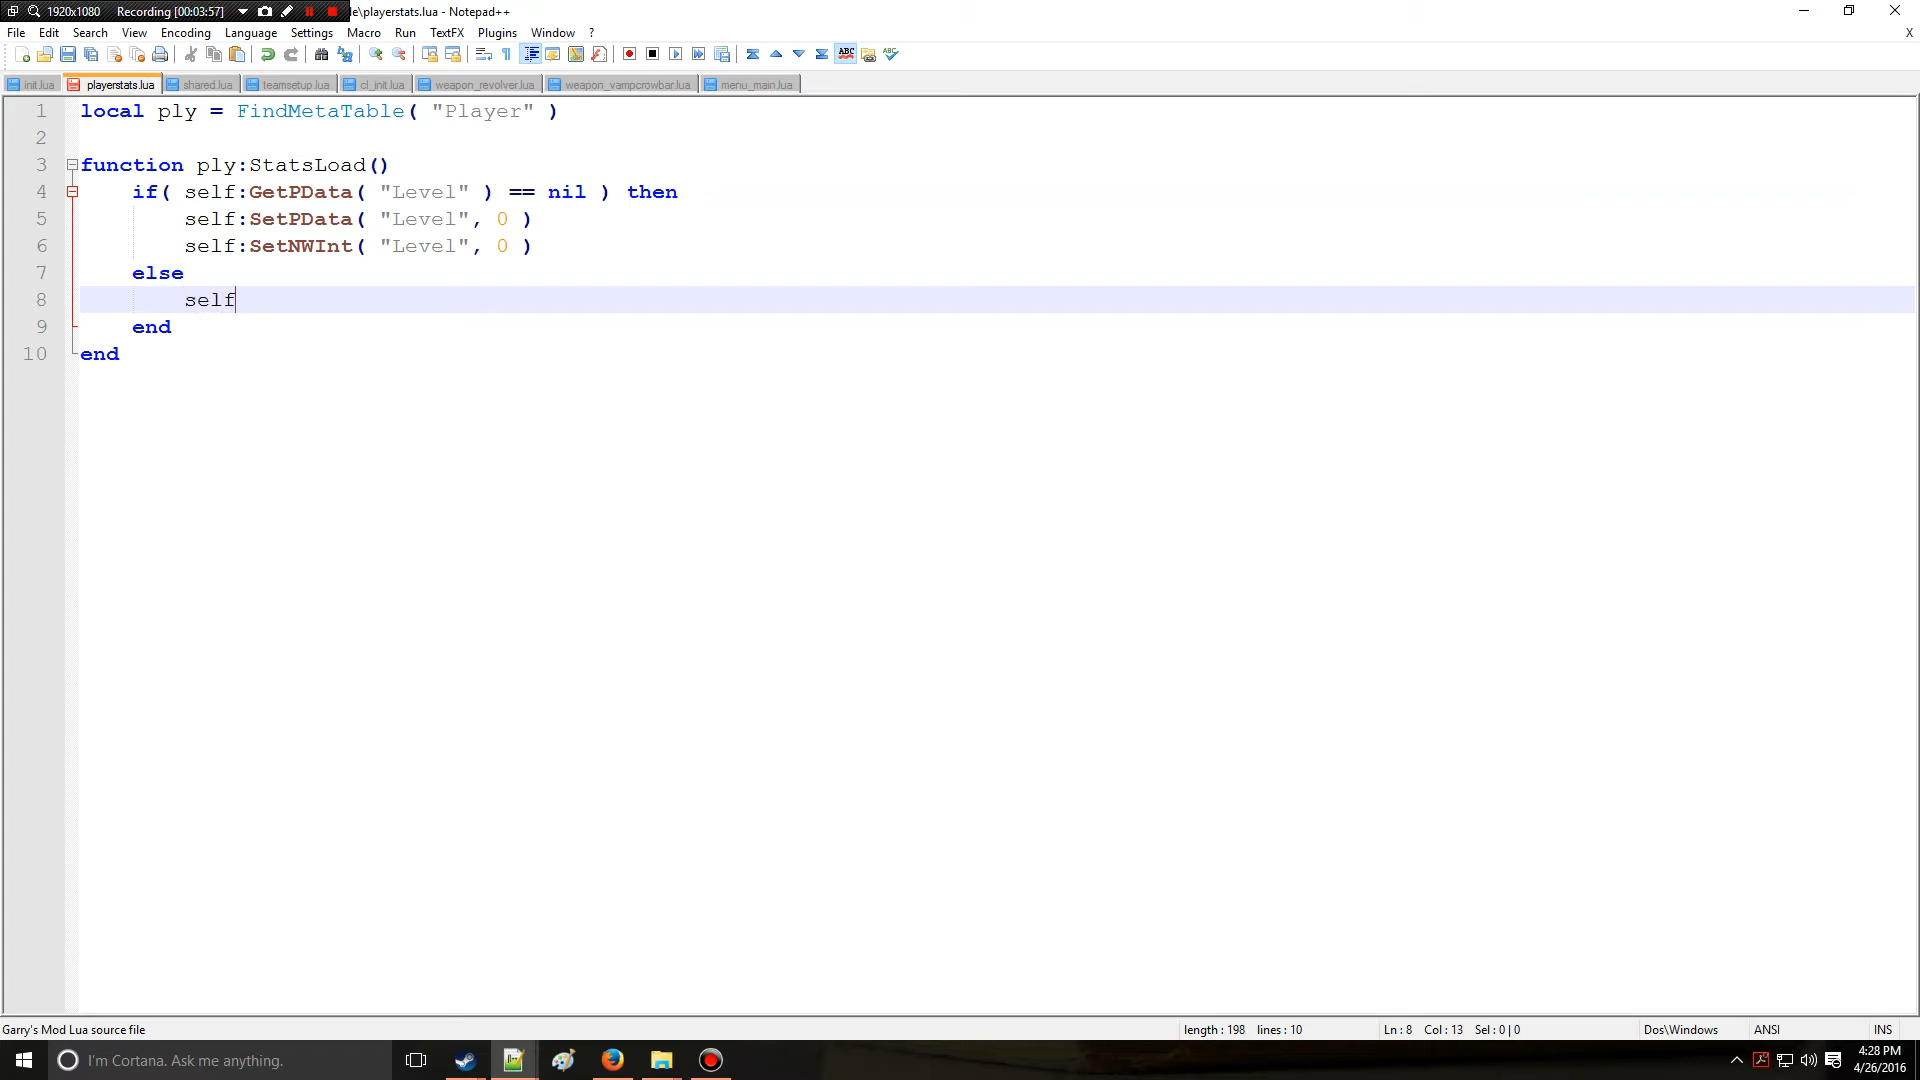 1920x1080 Recording [00:03:57] le\playerstats.lua - Notepad++
File Edit Search View Encoding Language Settings Macro Run TextFX Plugins Window ? X
init.lua playerstats.lua shared.lua teamsetup.lua cl_init.lua weapon_revolver.lua weapon_vampcrowbar.lua menu_main.lua
1 local ply = FindMetaTable( "Player" )
2
3 function ply:StatsLoad()
4 if( self:GetPData( "Level" ) == nil ) then
5 self:SetPData( "Level", 0 )
6 self:SetNWInt( "Level", 0 )
7 else
8 self
9 end
10 end
Garry's Mod Lua source file length : 198 lines : 10 Ln : 8 Col : 13 Sel : 0 | 0 Dos\Windows ANSI INS
I'm Cortana. Ask me anything. 4:28 PM
4/26/2016